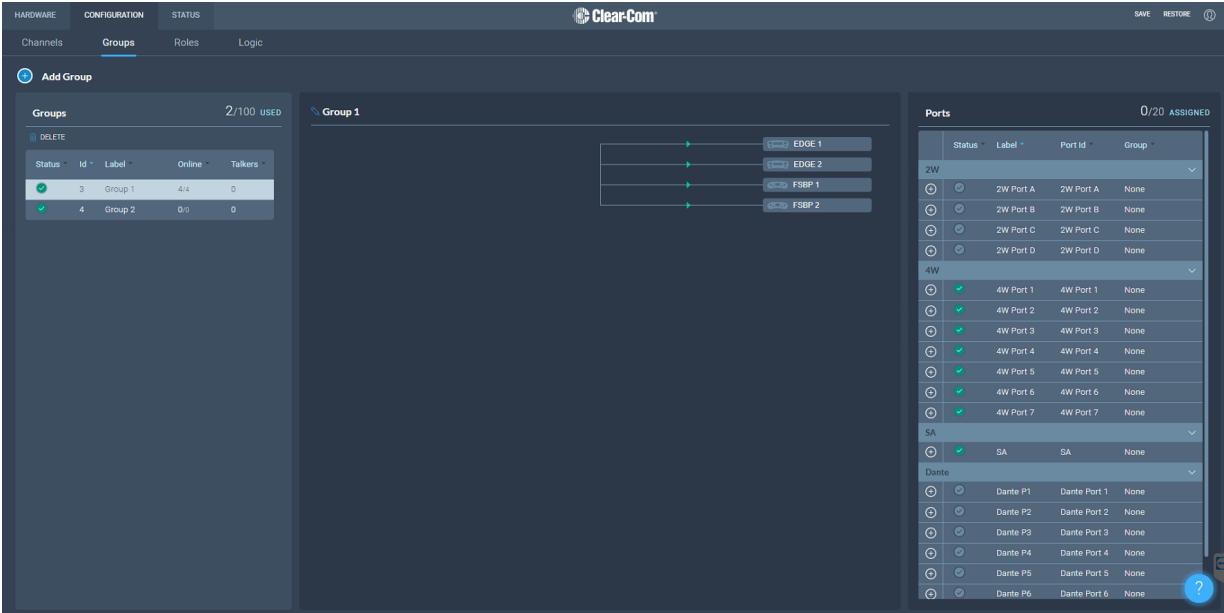 HARDWARE CONFIGURATION STATUS Clear-Com SAVE RESTORE
Channels Groups Roles Logic
Add Group
Groups 2/100 USED
DELETE
Status Id Label Online Talkers
3 Group 1 4/4 0
4 Group 2 0/0 0
Group 1
EDGE 1
EDGE 2
FSBP 1
FSBP 2
Ports 0/20 ASSIGNED
Status Label Port Id Group
2W
2W Port A 2W Port A None
2W Port B 2W Port B None
2W Port C 2W Port C None
2W Port D 2W Port D None
4W
4W Port 1 4W Port 1 None
4W Port 2 4W Port 2 None
4W Port 3 4W Port 3 None
4W Port 4 4W Port 4 None
4W Port 5 4W Port 5 None
4W Port 6 4W Port 6 None
4W Port 7 4W Port 7 None
SA
SA SA None
Dante
Dante P1 Dante Port 1 None
Dante P2 Dante Port 2 None
Dante P3 Dante Port 3 None
Dante P4 Dante Port 4 None
Dante P5 Dante Port 5 None
Dante P6 Dante Port 6 None
?